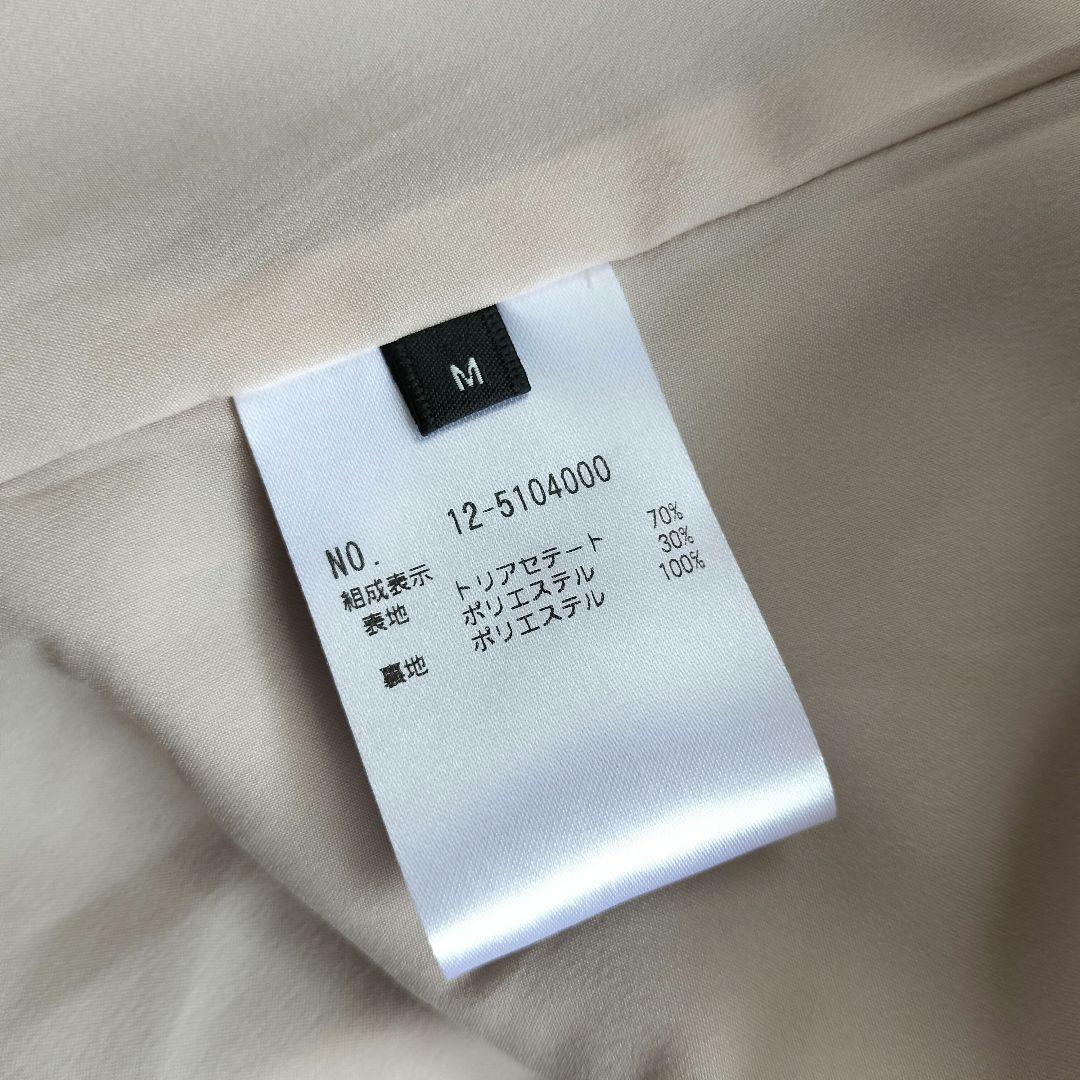 M
NO. 12-5104000
組成表示
表地 トリアセテート 70%
ポリエステル 30%
裏地 ポリエステル 100%